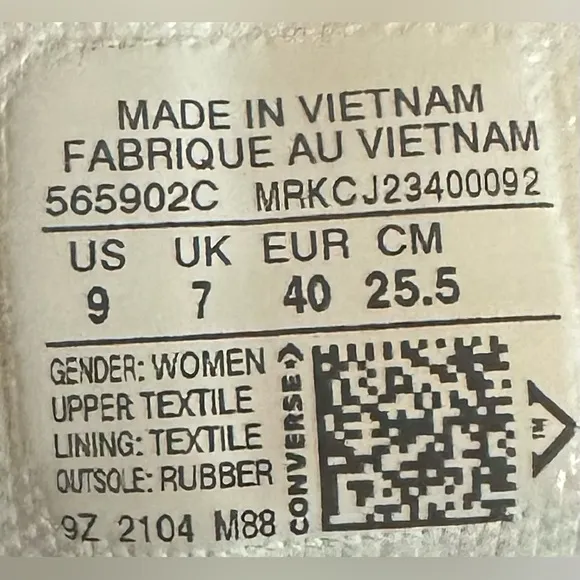 MADE IN VIETNAM
FABRIQUE AU VIETNAM
565902C MRKCJ23400092
US UK EUR CM
9 7 40 25.5
GENDER: WOMEN
UPPER TEXTILE
LINING: TEXTILE
OUTSOLE: RUBBER
9Z 2104 M88
CONVERSE
TM